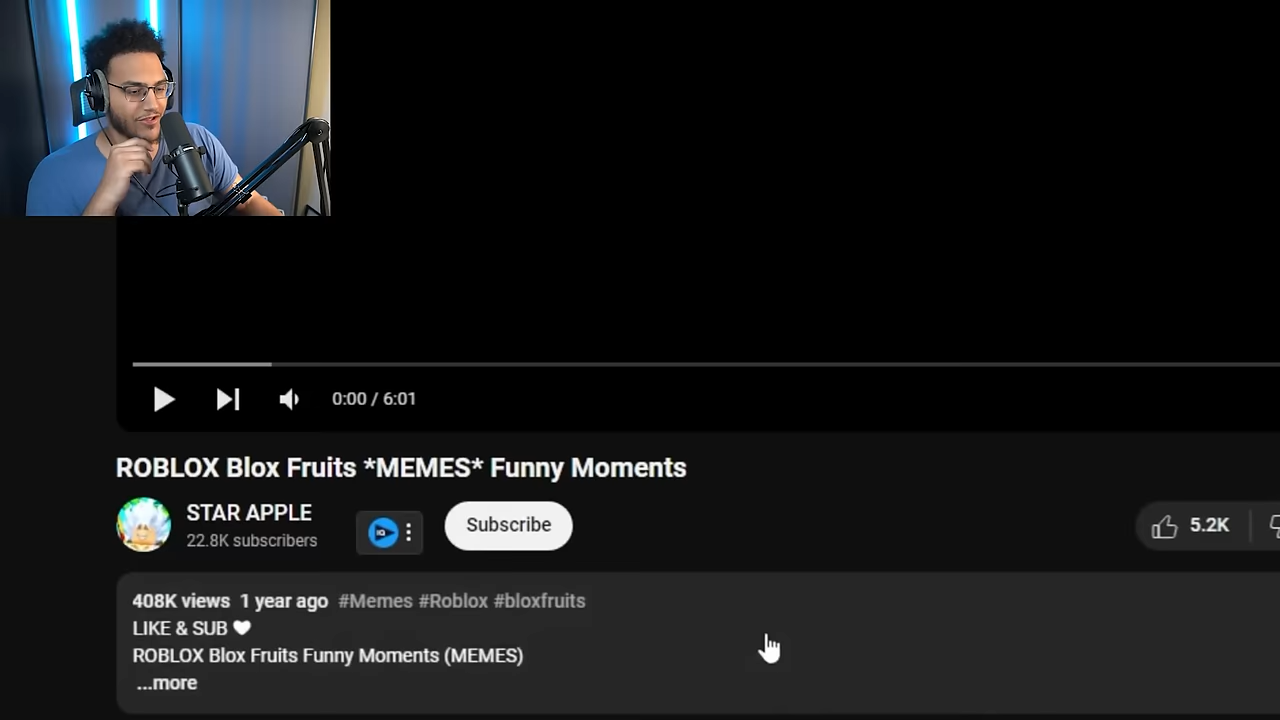 0:00 / 6:01
ROBLOX Blox Fruits *MEMES* Funny Moments
STAR APPLE
22.8K subscribers
IQ
Subscribe
5.2K
408K views 1 year ago #Memes #Roblox #bloxfruits
LIKE & SUB 🤍
ROBLOX Blox Fruits Funny Moments (MEMES)
...more